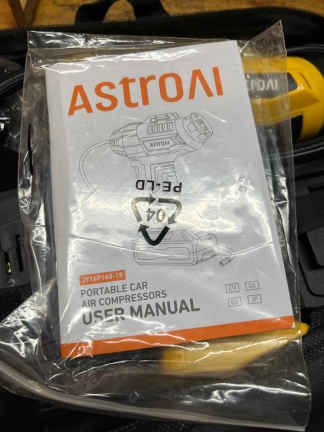 AstroAI
PE-LD
04
PORTABLE CAR
AIR COMPRESSORS
USER MANUAL